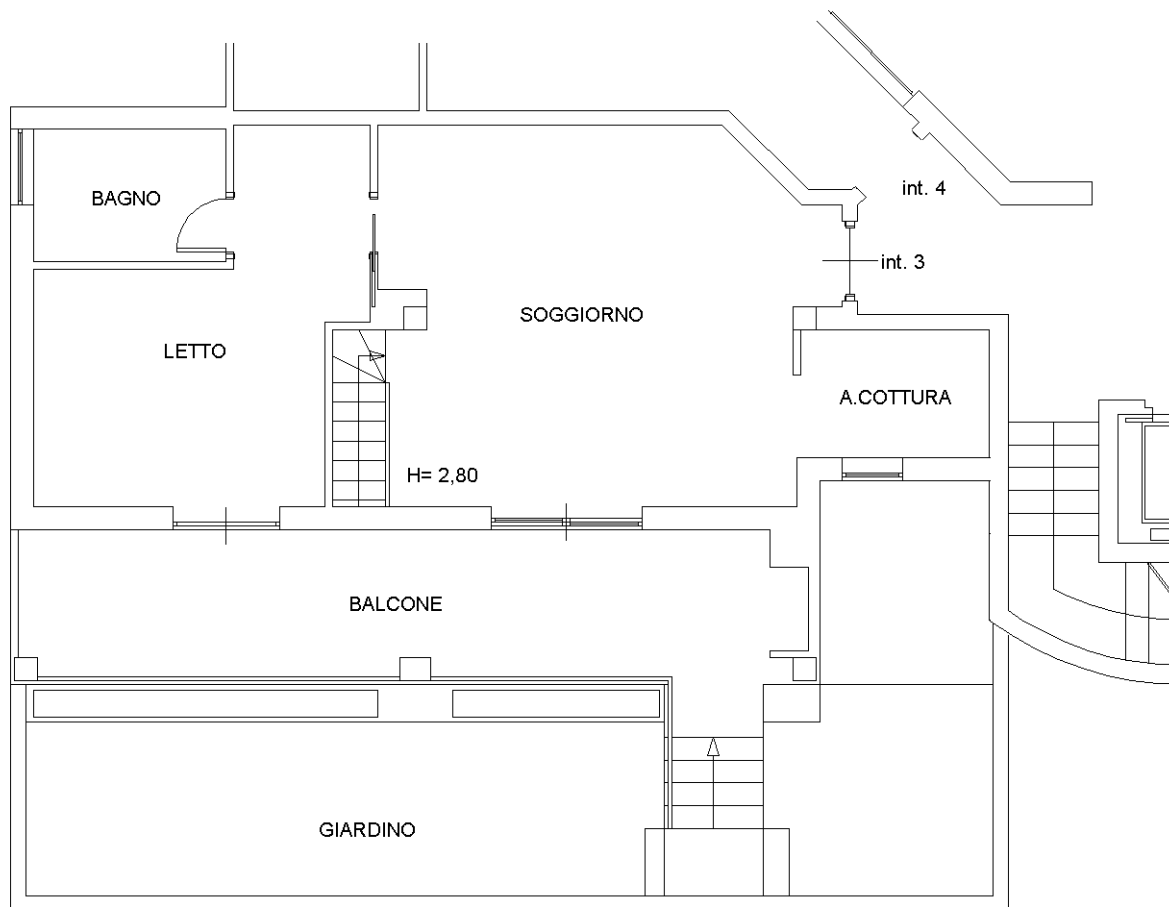 BAGNO
int. 4
int. 3
SOGGIORNO
LETTO
A.COTTURA
H= 2,80
BALCONE
GIARDINO